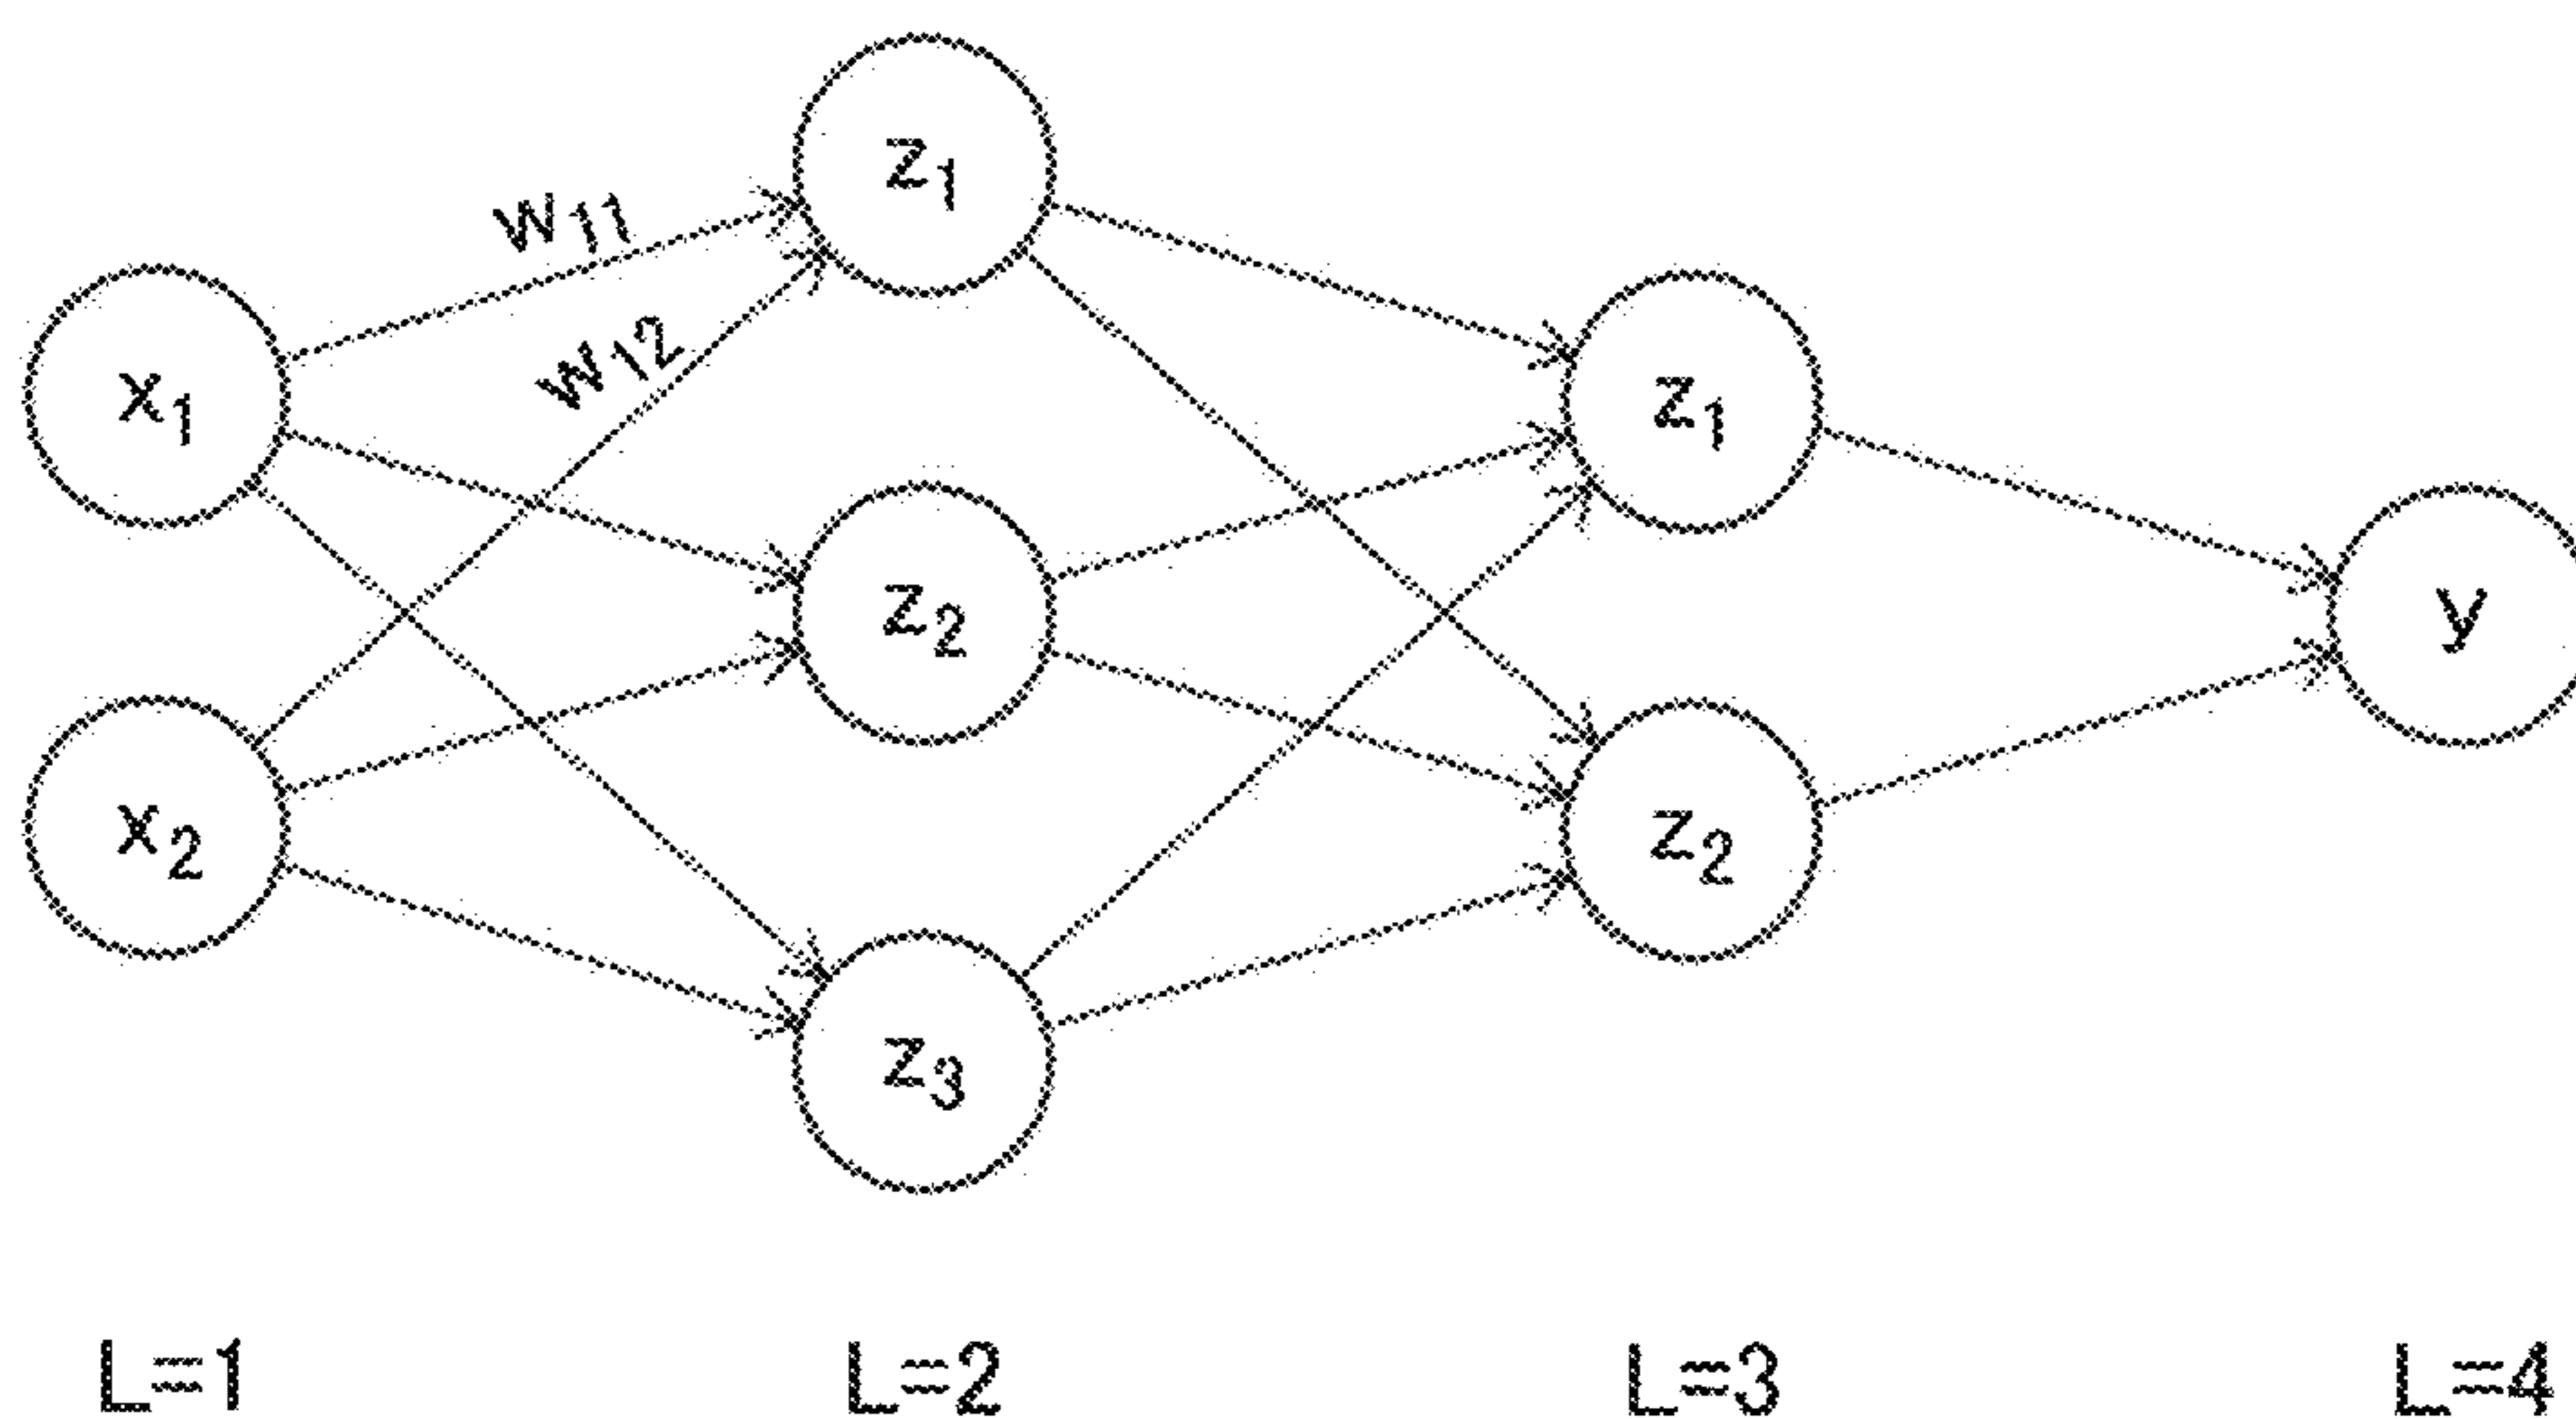 z₁
w₁₁
w₁₂
x₁
z₁
z₂
y
x₂
z₂
z₃
L=1 L=2 L=3 L=4